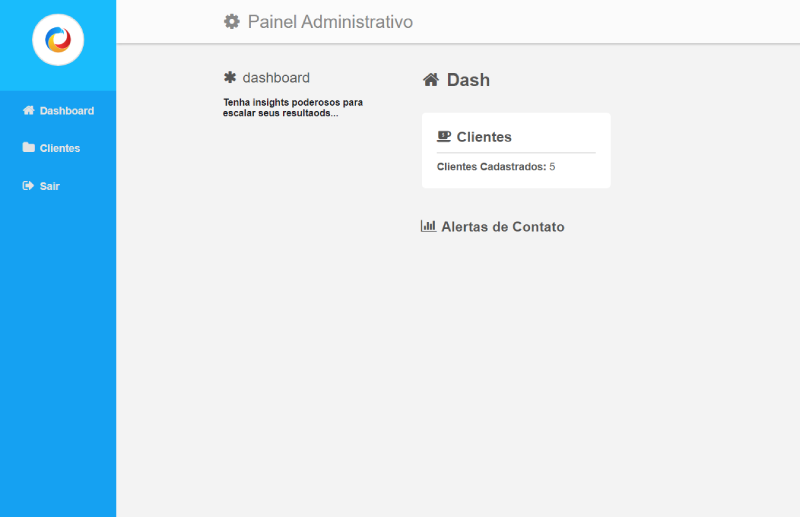 Painel Administrativo
Dashboard
Clientes
Sair
dashboard
Tenha insights poderosos para
escalar seus resultaods...
Dash
Clientes
Clientes Cadastrados: 5
Alertas de Contato